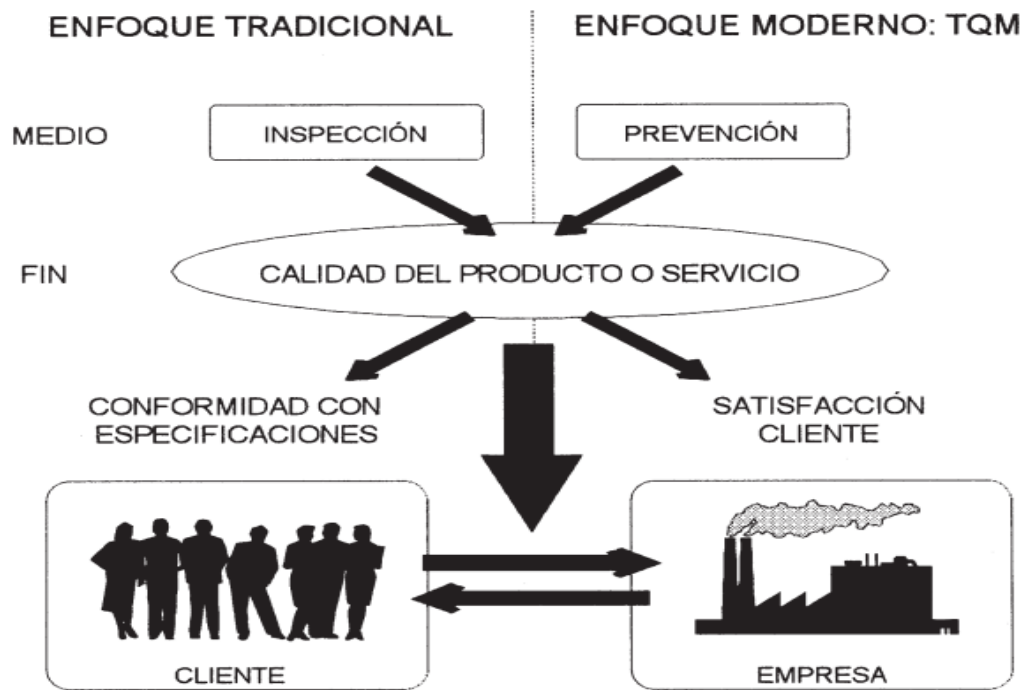 ENFOQUE TRADICIONAL
ENFOQUE MODERNO: TQM
MEDIO
INSPECCIÓN
PREVENCIÓN
FIN
CALIDAD DEL PRODUCTO O SERVICIO
CONFORMIDAD CON
ESPECIFICACIONES
SATISFACCIÓN
CLIENTE
CLIENTE
EMPRESA